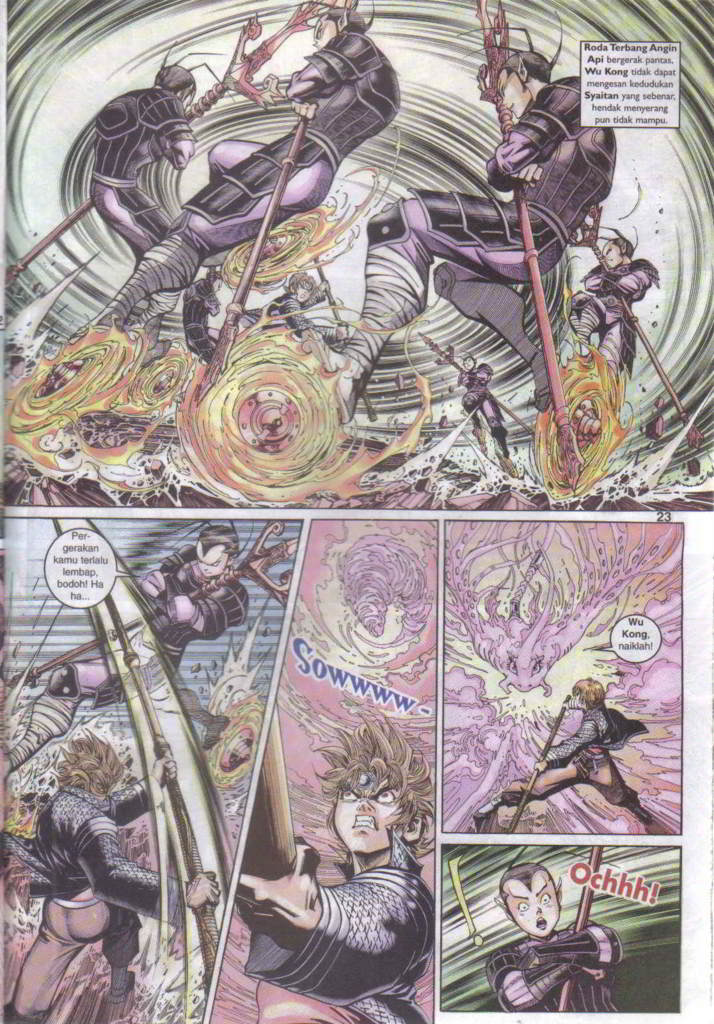 Roda Terbang Angin
Api bergerak pantas.
Wu Kong tidak dapat
mengesan kedudukan
Syaitan yang sebenar,
hendak menyerang
pun tidak mampu.
23
Per-
gerakan
kamu terlalu
lembap,
bodoh! Ha
ha...
Sowwww-
Wu
Kong,
naiklah!
Ochhh!